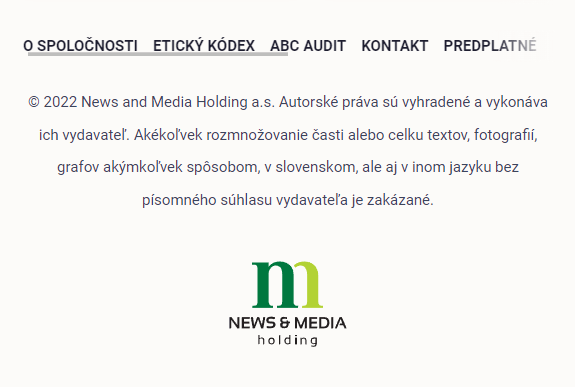 O SPOLOČNOSTI ETICKÝ KÓDEX ABC AUDIT KONTAKT PREDPLATNÉ
© 2022 News and Media Holding a.s. Autorské práva sú vyhradené a vykonáva
ich vydavateľ. Akékoľvek rozmnožovanie časti alebo celku textov, fotografií,
grafov akýmkoľvek spôsobom, v slovenskom, ale aj v inom jazyku bez
písomného súhlasu vydavateľa je zakázané.
m
NEWS & MEDIA
holding